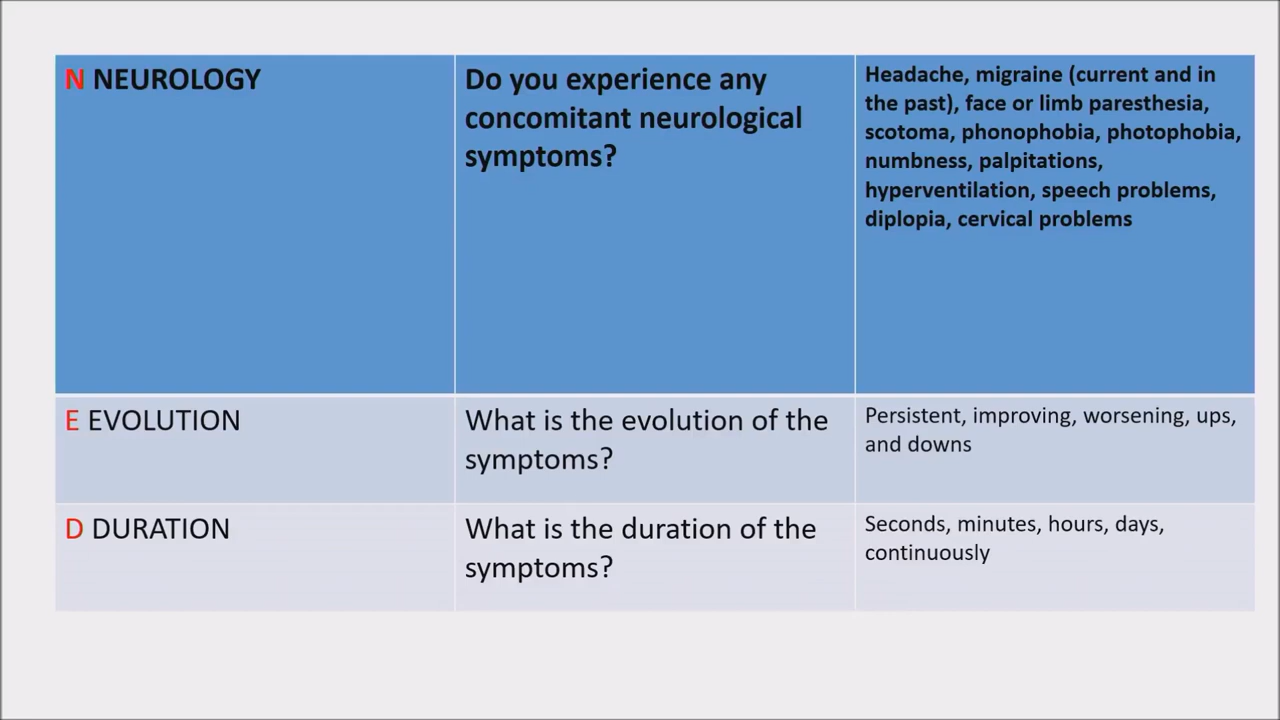 N NEUROLOGY
Do you experience any
concomitant neurological
symptoms?
Headache, migraine (current and in
the past), face or limb paresthesia,
scotoma, phonophobia, photophobia,
numbness, palpitations,
hyperventilation, speech problems,
diplopia, cervical problems
E EVOLUTION
What is the evolution of the
symptoms?
Persistent, improving, worsening, ups,
and downs
D DURATION
What is the duration of the
symptoms?
Seconds, minutes, hours, days,
continuously